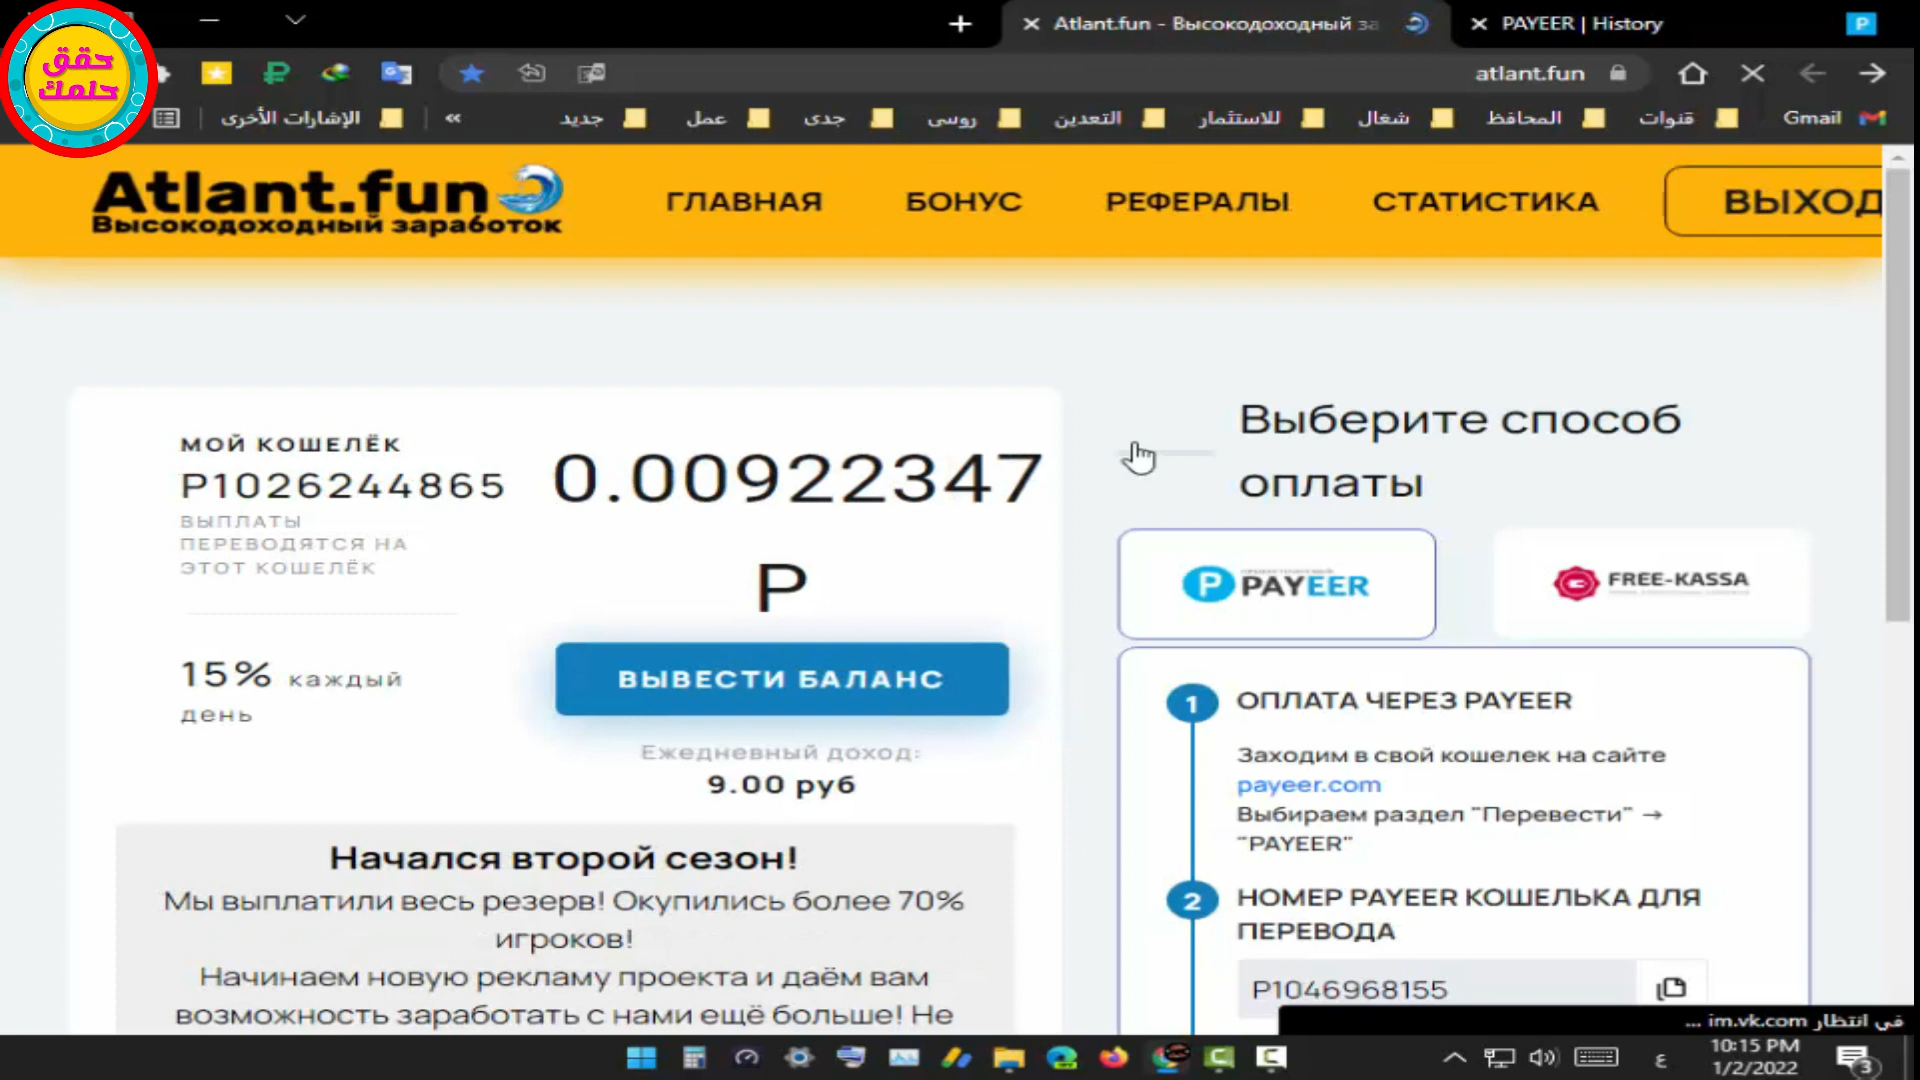 حقق
حلمك
Atlant.fun - Высокодоходный за
PAYEER | History
atlant.fun
الإشارات الأخرى
»
جديد
عمل
جدى
روسى
التعدين
للاستثمار
شغال
المحافظ
قنوات
Gmail
Atlant.fun
Высокодоходный заработок
ГЛАВНАЯ
БОНУС
РЕФЕРАЛЫ
СТАТИСТИКА
ВЫХОД
МОЙ КОШЕЛЁК
P1026244865
ВЫПЛАТЫ
ПЕРЕВОДЯТСЯ НА
ЭТОТ КОШЕЛЁК
15% каждый
день
0.00922347
Р
ВЫВЕСТИ БАЛАНС
Ежедневный доход:
9.00 руб
Начался второй сезон!
Мы выплатили весь резерв! Окупились более 70%
игроков!
Начинаем новую рекламу проекта и даём вам
возможность заработать с нами ещё больше! Не
Выберите способ
оплаты
PAYEER
FREE-KASSA
1
ОПЛАТА ЧЕРЕЗ PAYEER
Заходим в свой кошелек на сайте
payeer.com
Выбираем раздел "Перевести" →
"PAYEER"
2
НОМЕР PAYEER КОШЕЛЬКА ДЛЯ
ПЕРЕВОДА
P1046968155
في انتظار im.vk.com ...
ع
10:15 PM
1/2/2022
3